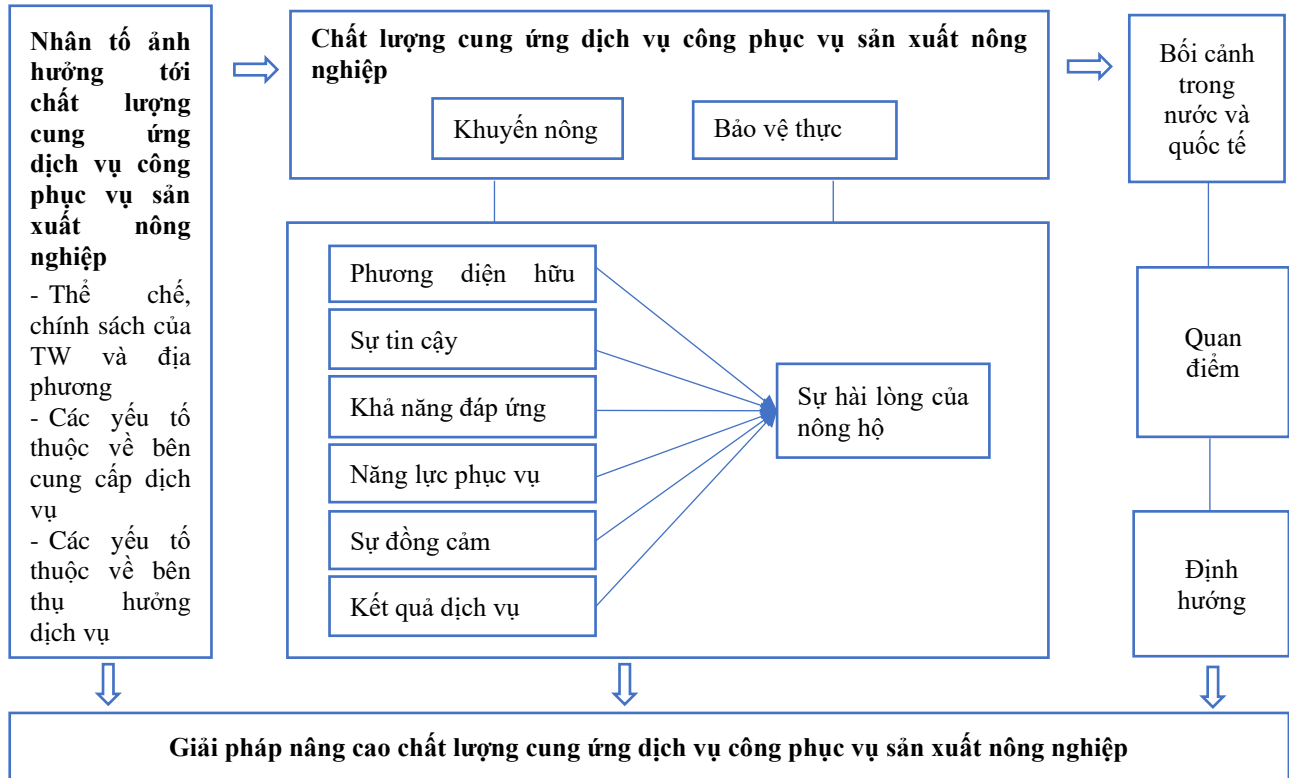 Nhân tố ảnh
hưởng tới
chất lượng
cung ứng
dịch vụ công
phục vụ sản
xuất nông
nghiệp
- Thể chế,
chính sách của
TW và địa
phương
- Các yếu tố
thuộc về bên
cung cấp dịch
vụ
- Các yếu tố
thuộc về bên
thụ hưởng
dịch vụ
Chất lượng cung ứng dịch vụ công phục vụ sản xuất nông
nghiệp
Khuyến nông
Bảo vệ thực
Phương diện hữu
Sự tin cậy
Khả năng đáp ứng
Năng lực phục vụ
Sự đồng cảm
Kết quả dịch vụ
Sự hài lòng của
nông hộ
Bối cảnh
trong
nước và
quốc tế
Quan
điểm
Định
hướng
Giải pháp nâng cao chất lượng cung ứng dịch vụ công phục vụ sản xuất nông nghiệp